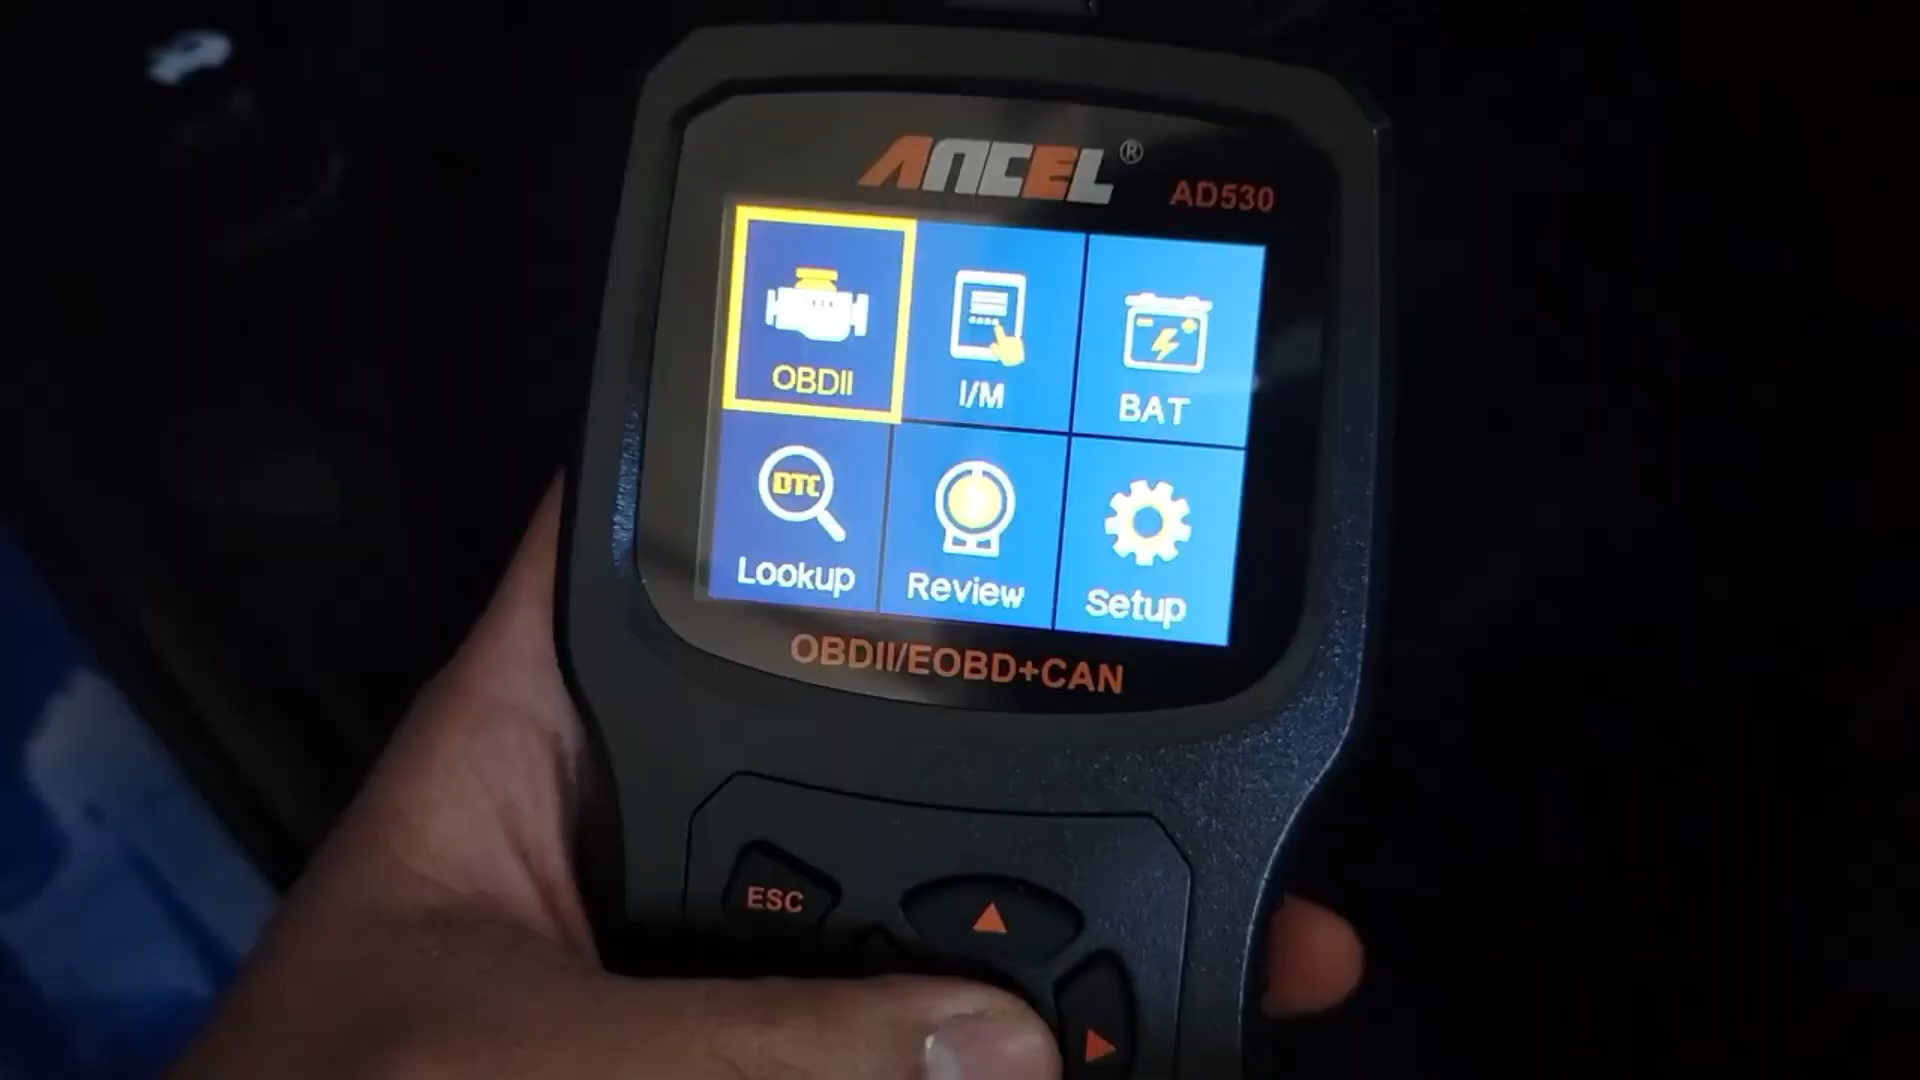 ANCEL®
AD530
OBDII
I/M
BAT
DTC
Lookup
Review
Setup
OBDII/EOBD+CAN
ESC